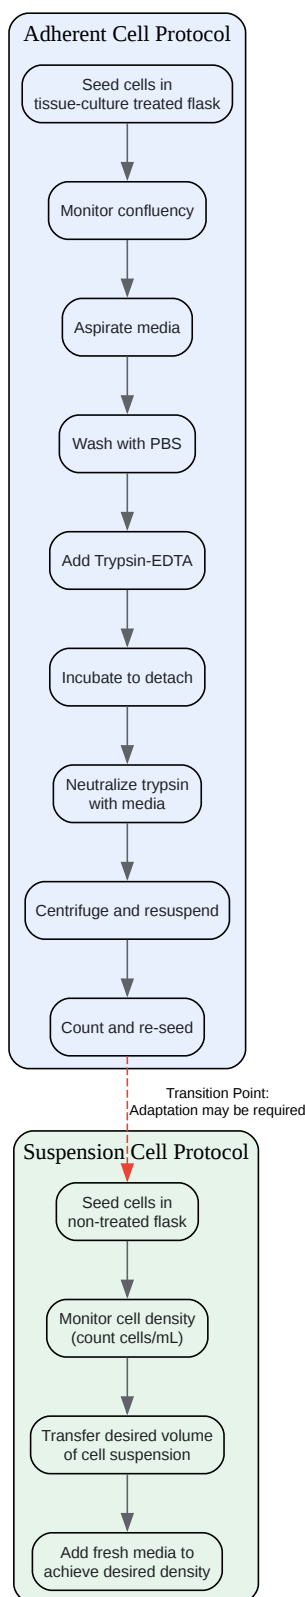 Adherent Cell Protocol
Seed cells in
tissue-culture treated flask
Monitor confluency
Aspirate media
Wash with PBS
Add Trypsin-EDTA
Incubate to detach
Neutralize trypsin
with media
Centrifuge and resuspend
Count and re-seed
Transition Point:
Adaptation may be required
Suspension Cell Protocol
Seed cells in
non-treated flask
Monitor cell density
(count cells/mL)
Transfer desired volume
of cell suspension
Add fresh media to
achieve desired density